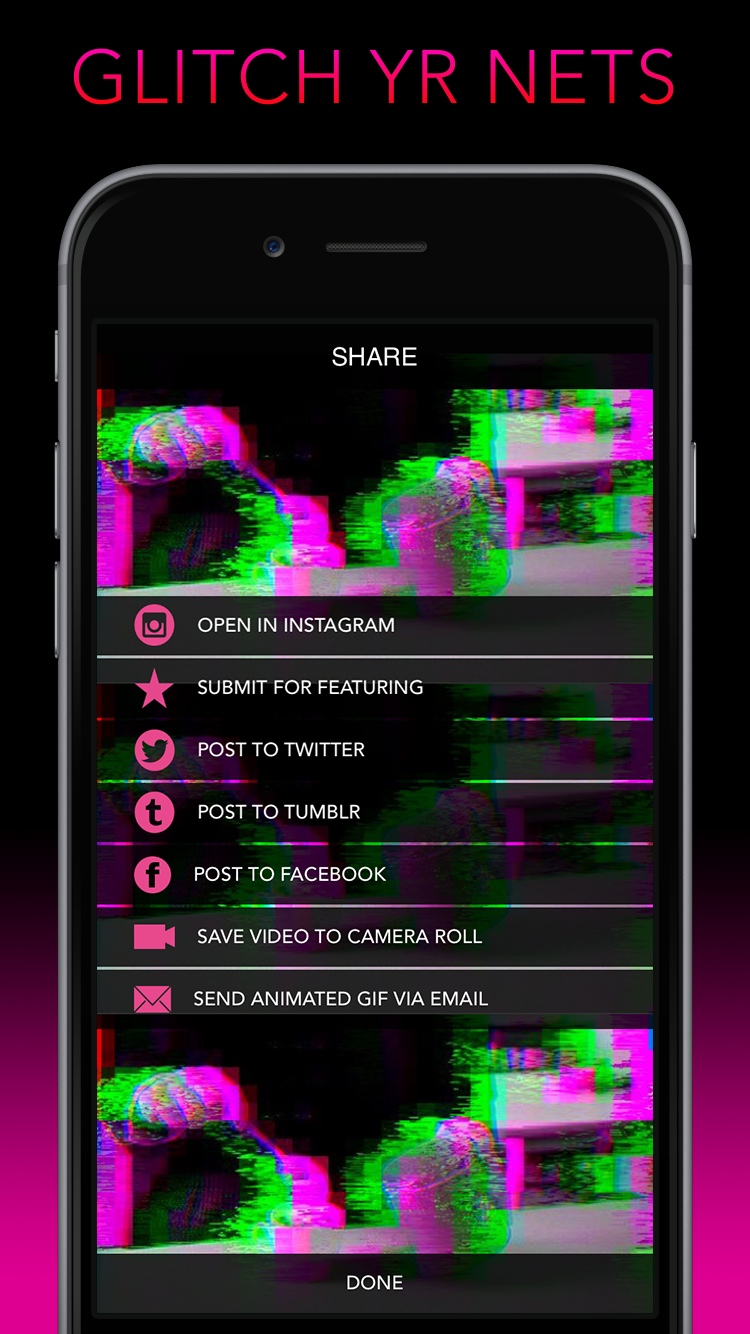 GLITCH YR NETS
SHARE
OPEN IN INSTAGRAM
SUBMIT FOR FEATURING
POST TO TWITTER
POST TO TUMBLR
POST TO FACEBOOK
SAVE VIDEO TO CAMERA ROLL
SEND ANIMATED GIF VIA EMAIL
DONE